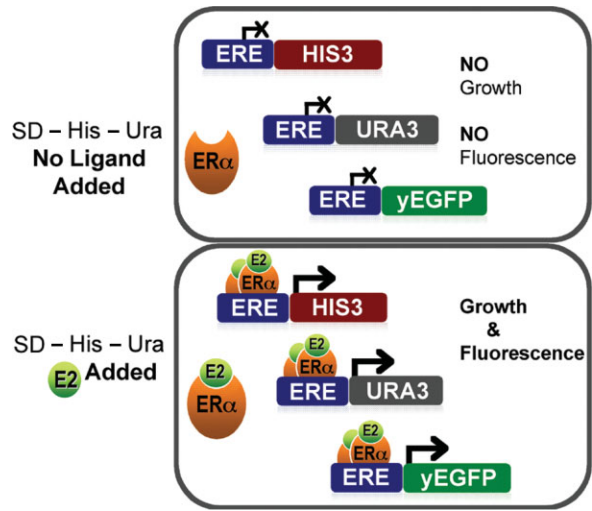 ERE HIS3
NO
Growth
SD – His – Ura
No Ligand
Added
ERα
ERE URA3
NO
Fluorescence
ERE yEGFP
E2
ERα
ERE HIS3
Growth
&
Fluorescence
SD – His – Ura
E2 Added
E2
ERα
E2
ERα
ERE URA3
E2
ERα
ERE yEGFP